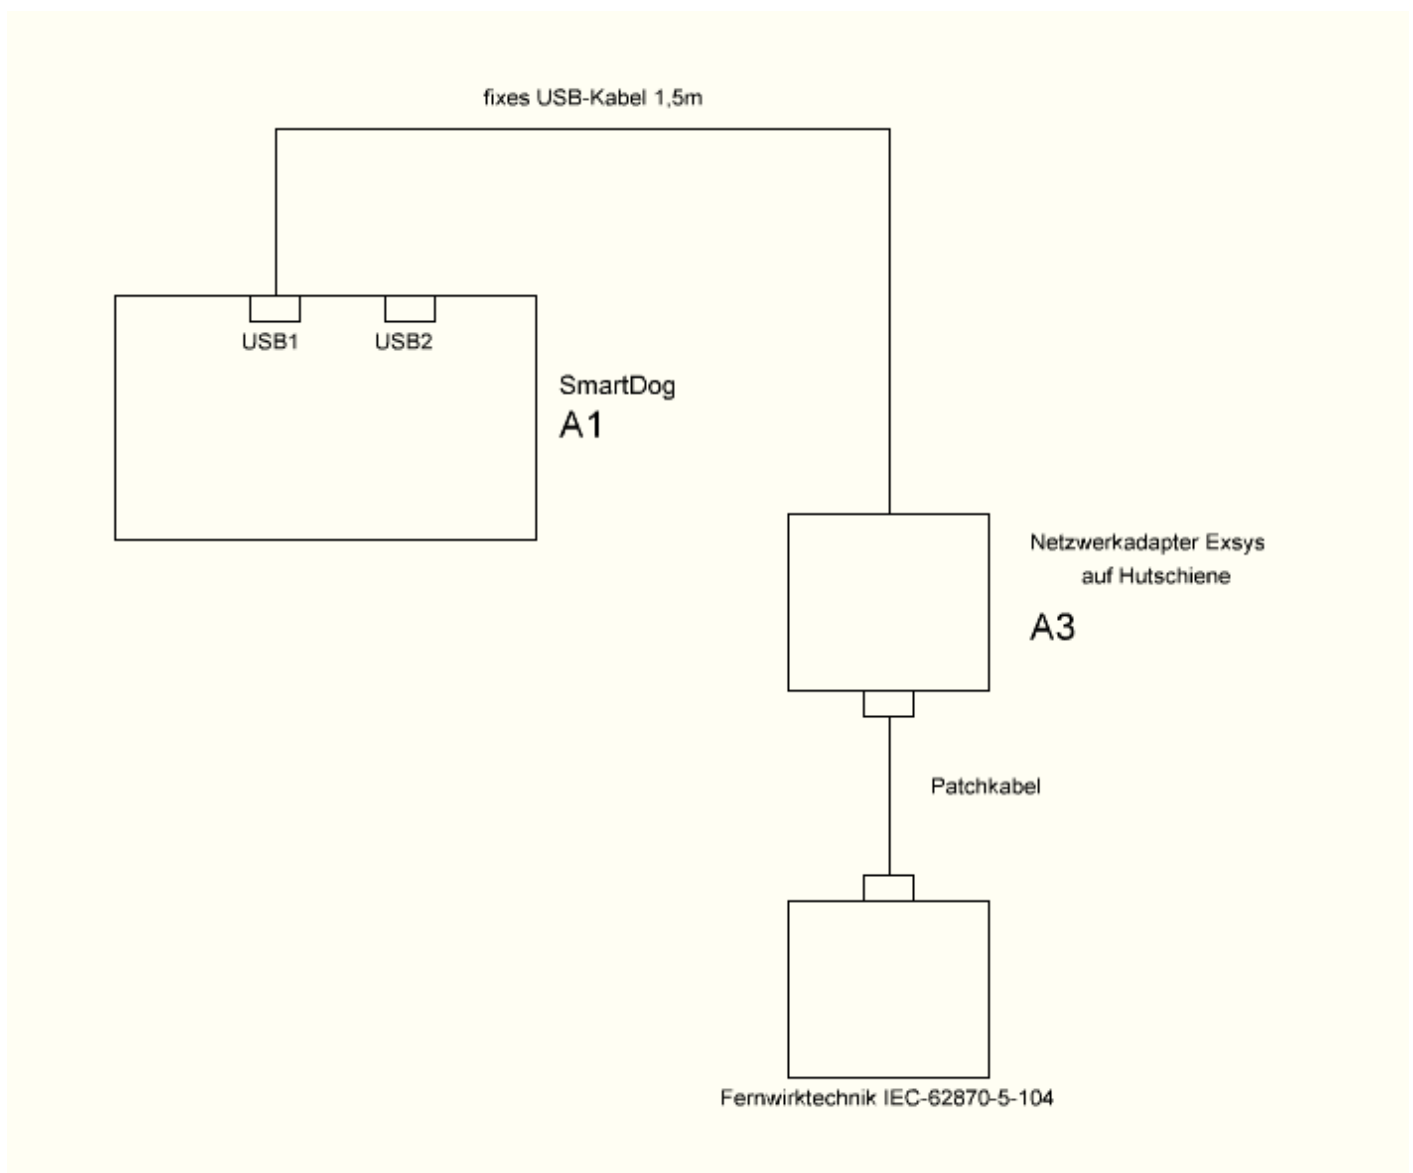 fixes USB-Kabel 1,5m
USB1
USB2
SmartDog
A1
Netzwerkadapter Exsys
auf Hutschiene
A3
Patchkabel
Fernwirktechnik IEC-62870-5-104